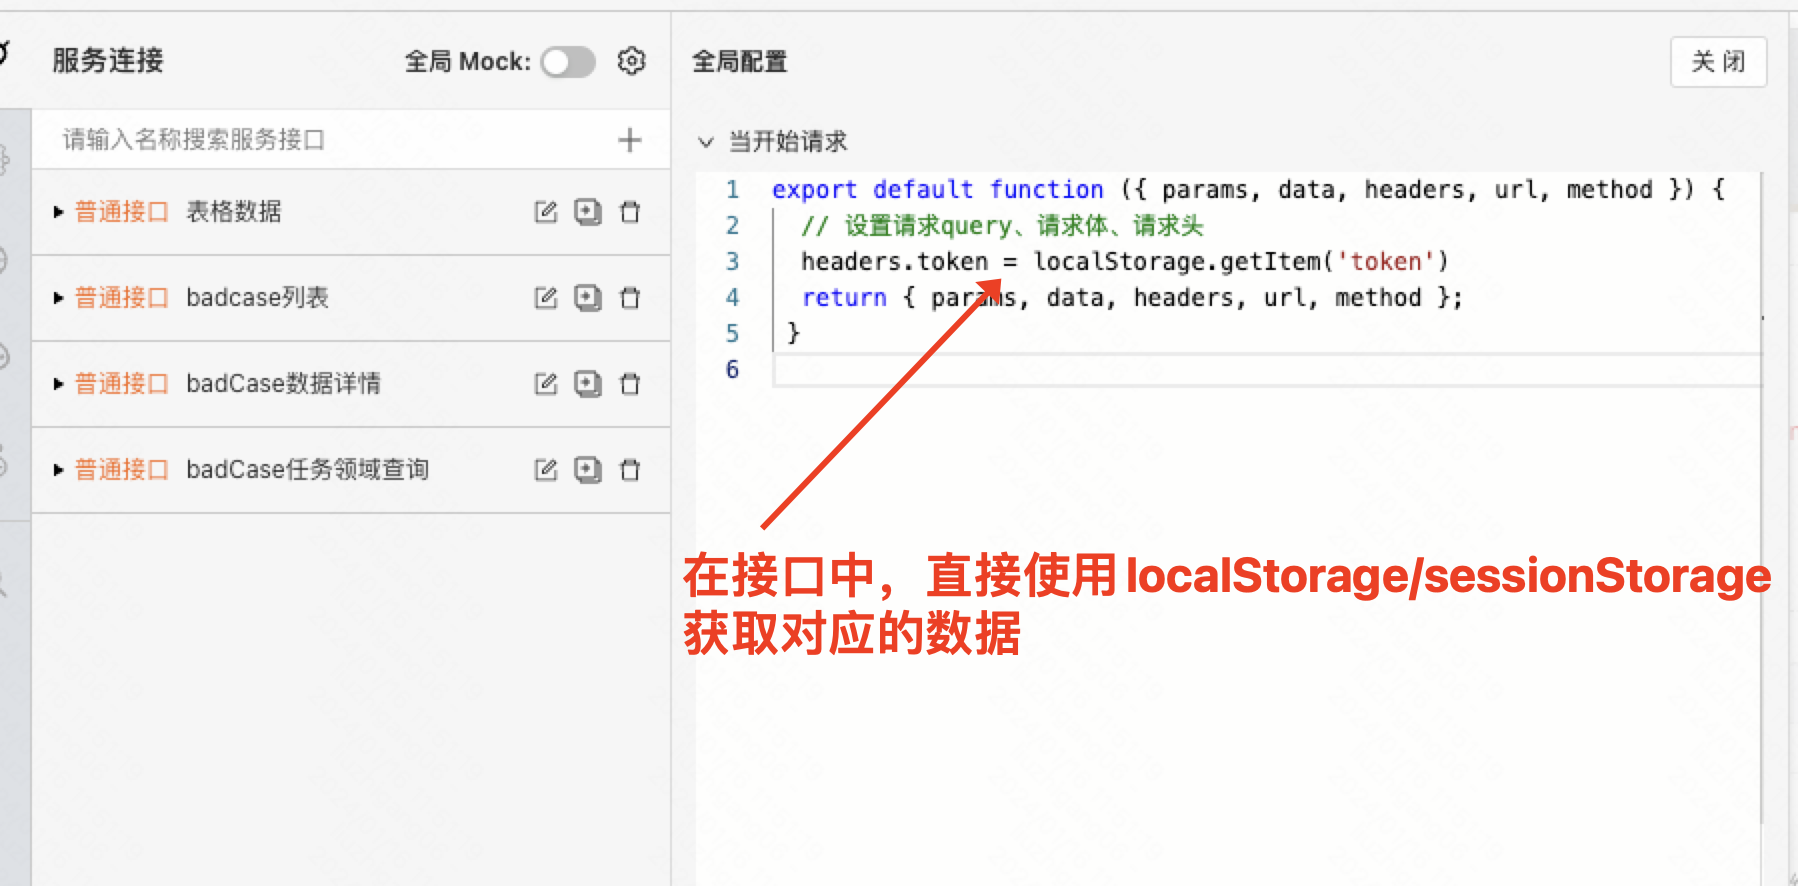 服务连接
全局 Mock:
请输入名称搜索服务接口
普通接口 表格数据
普通接口 badcase列表
普通接口 badCase数据详情
普通接口 badCase任务领域查询
全局配置
关 闭
当开始请求
1 export default function ({ params, data, headers, url, method }) {
2 // 设置请求query、请求体、请求头
3 headers.token = localStorage.getItem('token')
4 return { params, data, headers, url, method };
5 }
6
在接口中，直接使用 localStorage/sessionStorage
获取对应的数据